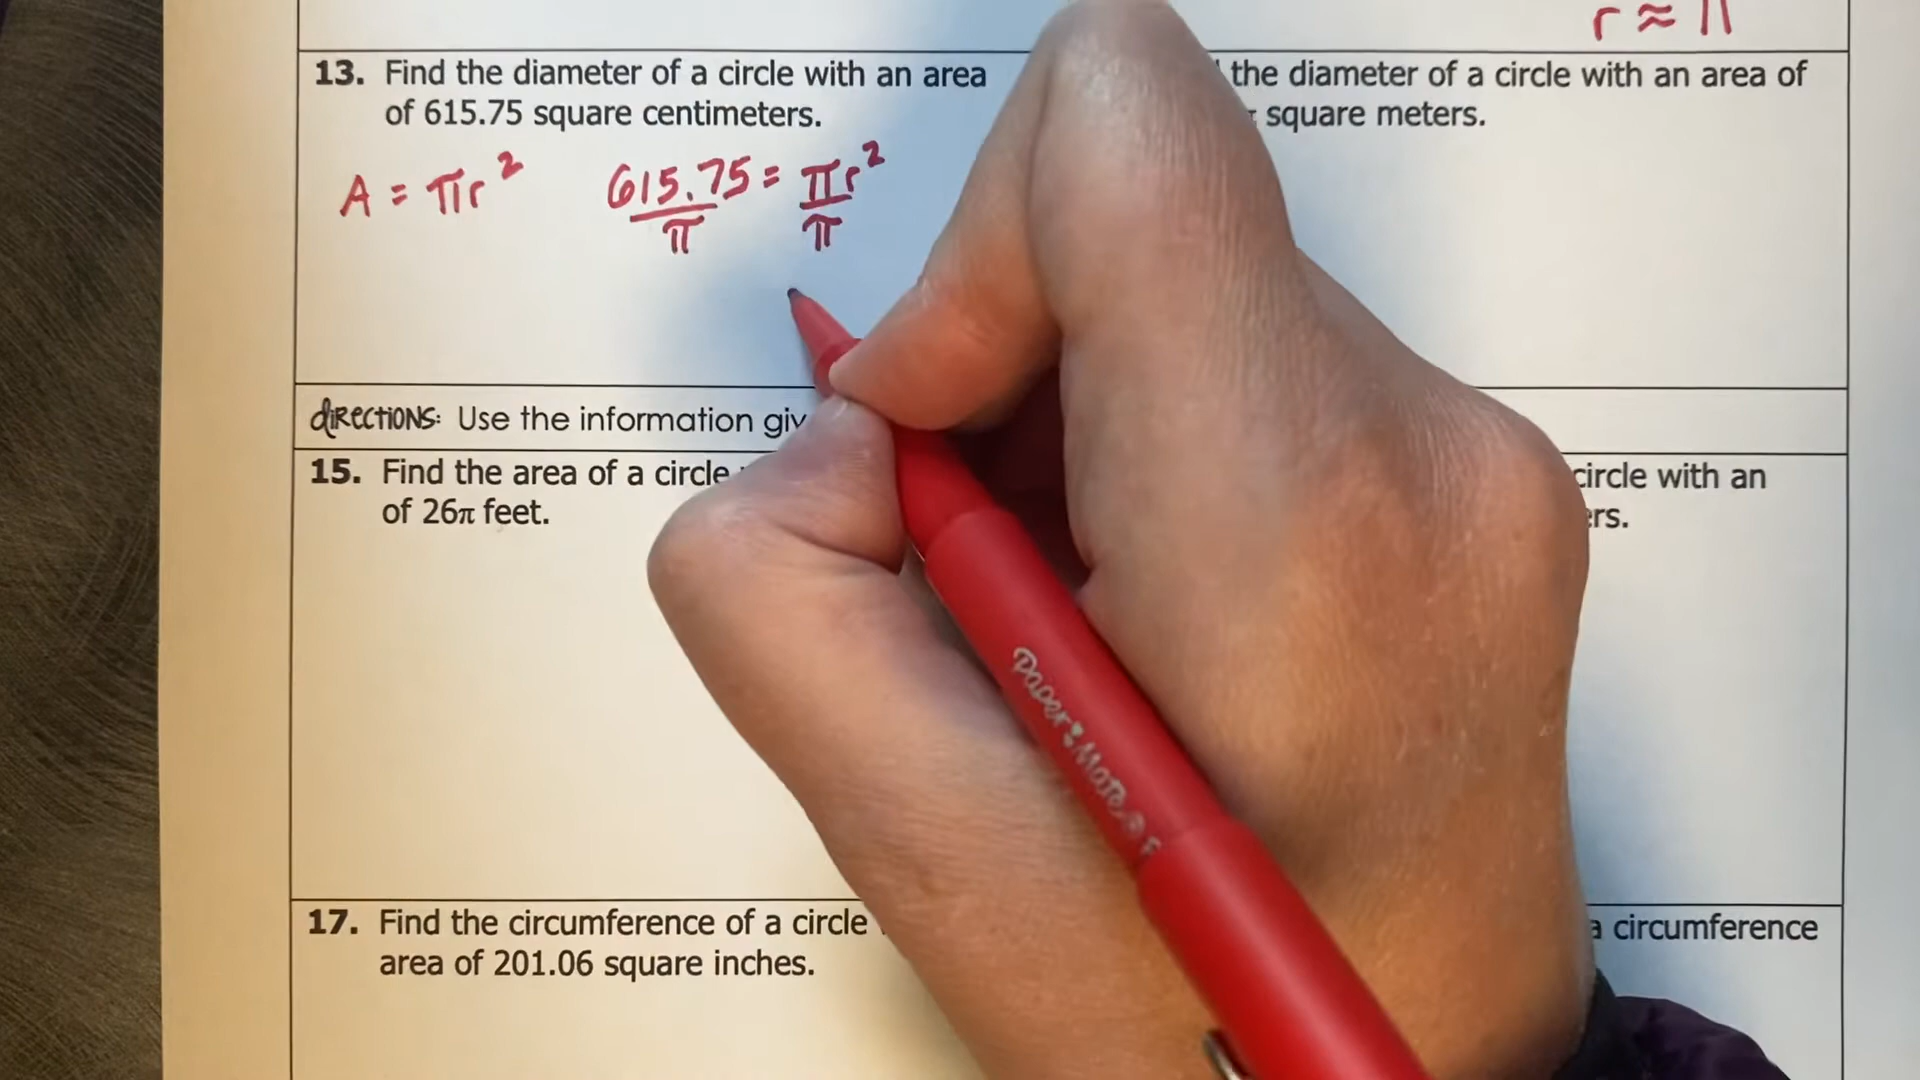 r ≈ 11
13. Find the diameter of a circle with an area
of 615.75 square centimeters.
A = πr²
615.75 = πr²
π π
the diameter of a circle with an area of
square meters.
DIRECTIONS: Use the information
15. Find the area of a circle
of 26π feet.
circle with an
17. Find the circumference of a circle
area of 201.06 square inches.
a circumference
Paper Mate